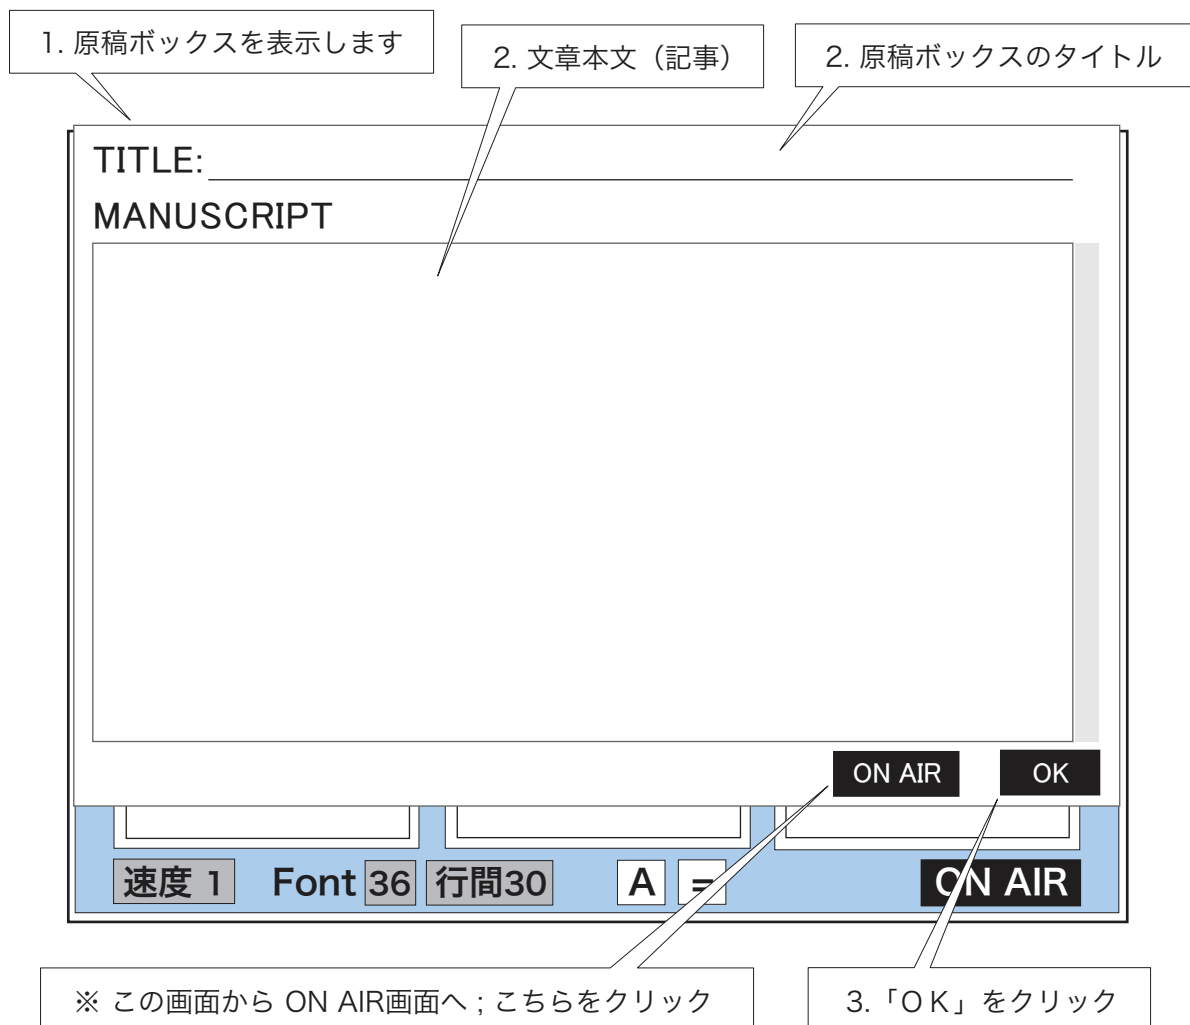 1. 原稿ボックスを表示します
2. 文章本文（記事）
2. 原稿ボックスのタイトル
TITLE:
MANUSCRIPT
ON AIR
OK
速度 1
Font 36
行間30
A
=
ON AIR
※ この画面から ON AIR画面へ ; こちらをクリック
3.「ＯＫ」をクリック